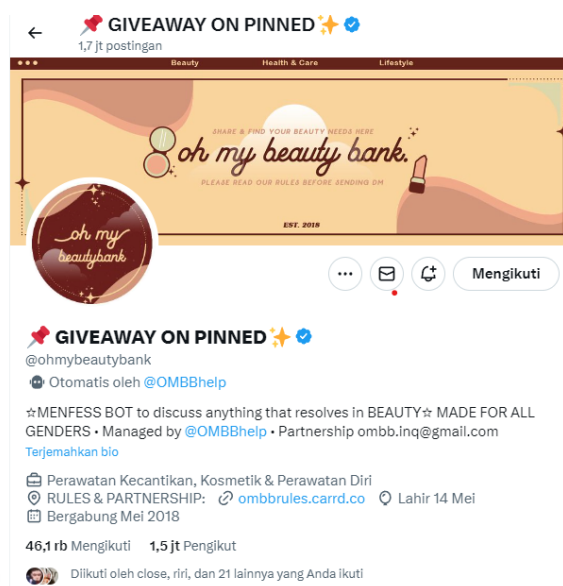 📌 GIVEAWAY ON PINNED✨
1,7 jt postingan
Beauty Health & Care Lifestyle
SHARE & FIND YOUR BEAUTY NEEDS HERE
oh my beauty bank.
PLEASE READ OUR RULES BEFORE SENDING DM
EST. 2018
oh my
beautybank
Mengikuti
📌 GIVEAWAY ON PINNED✨
@ohmybeautybank
Otomatis oleh @OMBBhelp
☆MENFESS BOT to discuss anything that resolves in BEAUTY☆ MADE FOR ALL
GENDERS • Managed by @OMBBhelp • Partnership ombb.inq@gmail.com
Terjemahkan bio
Perawatan Kecantikan, Kosmetik & Perawatan Diri
RULES & PARTNERSHIP: ombbrules.carrd.co Lahir 14 Mei
Bergabung Mei 2018
46,1 rb Mengikuti 1,5 jt Pengikut
Diikuti oleh close, riri, dan 21 lainnya yang Anda ikuti